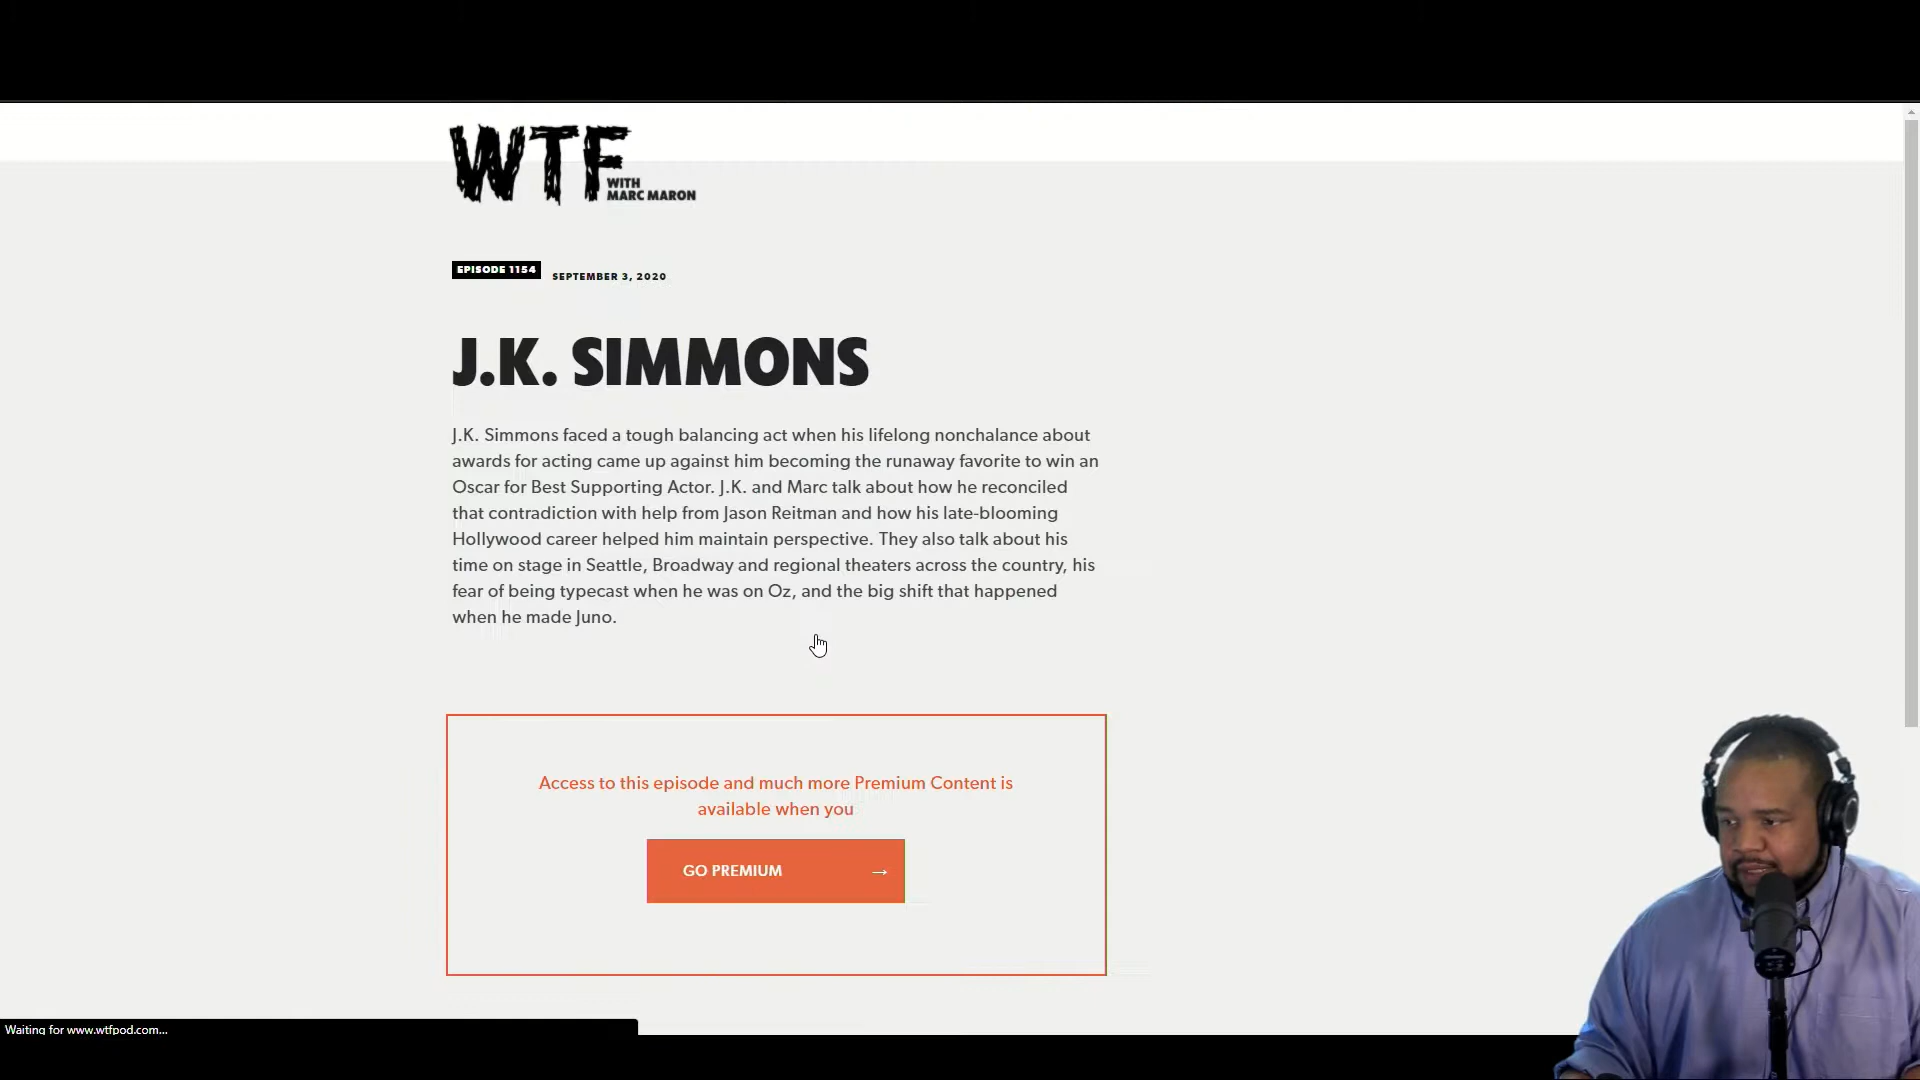 WTF
WITH
MARC MARON
EPISODE 1154
SEPTEMBER 3, 2020
J.K. SIMMONS
J.K. Simmons faced a tough balancing act when his lifelong nonchalance about
awards for acting came up against him becoming the runaway favorite to win an
Oscar for Best Supporting Actor. J.K. and Marc talk about how he reconciled
that contradiction with help from Jason Reitman and how his late-blooming
Hollywood career helped him maintain perspective. They also talk about his
time on stage in Seattle, Broadway and regional theaters across the country, his
fear of being typecast when he was on Oz, and the big shift that happened
when he made Juno.
Access to this episode and much more Premium Content is
available when you
GO PREMIUM →
Waiting for www.wtfpod.com...